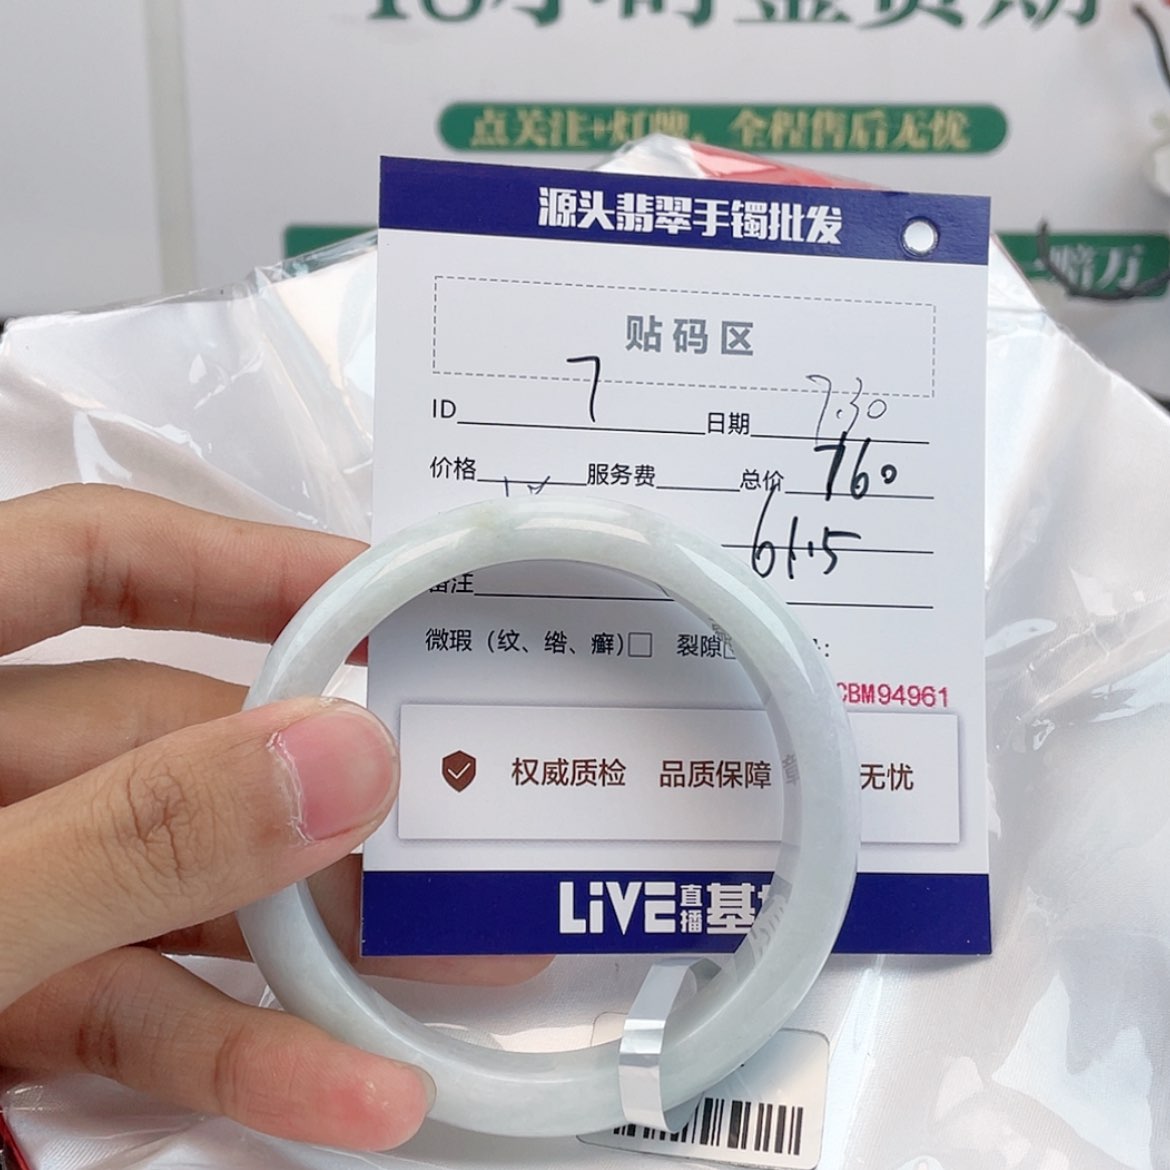 点关注+灯牌，全程售后无忧
一赔万
源头翡翠手镯批发
贴码区
ID 7 日期 7.30
价格 服务费 总价 760
61.5
备注
微瑕（纹、绺、癣）□ 裂隙
CBM94961
权威质检 品质保障 无忧
LiVE直播基